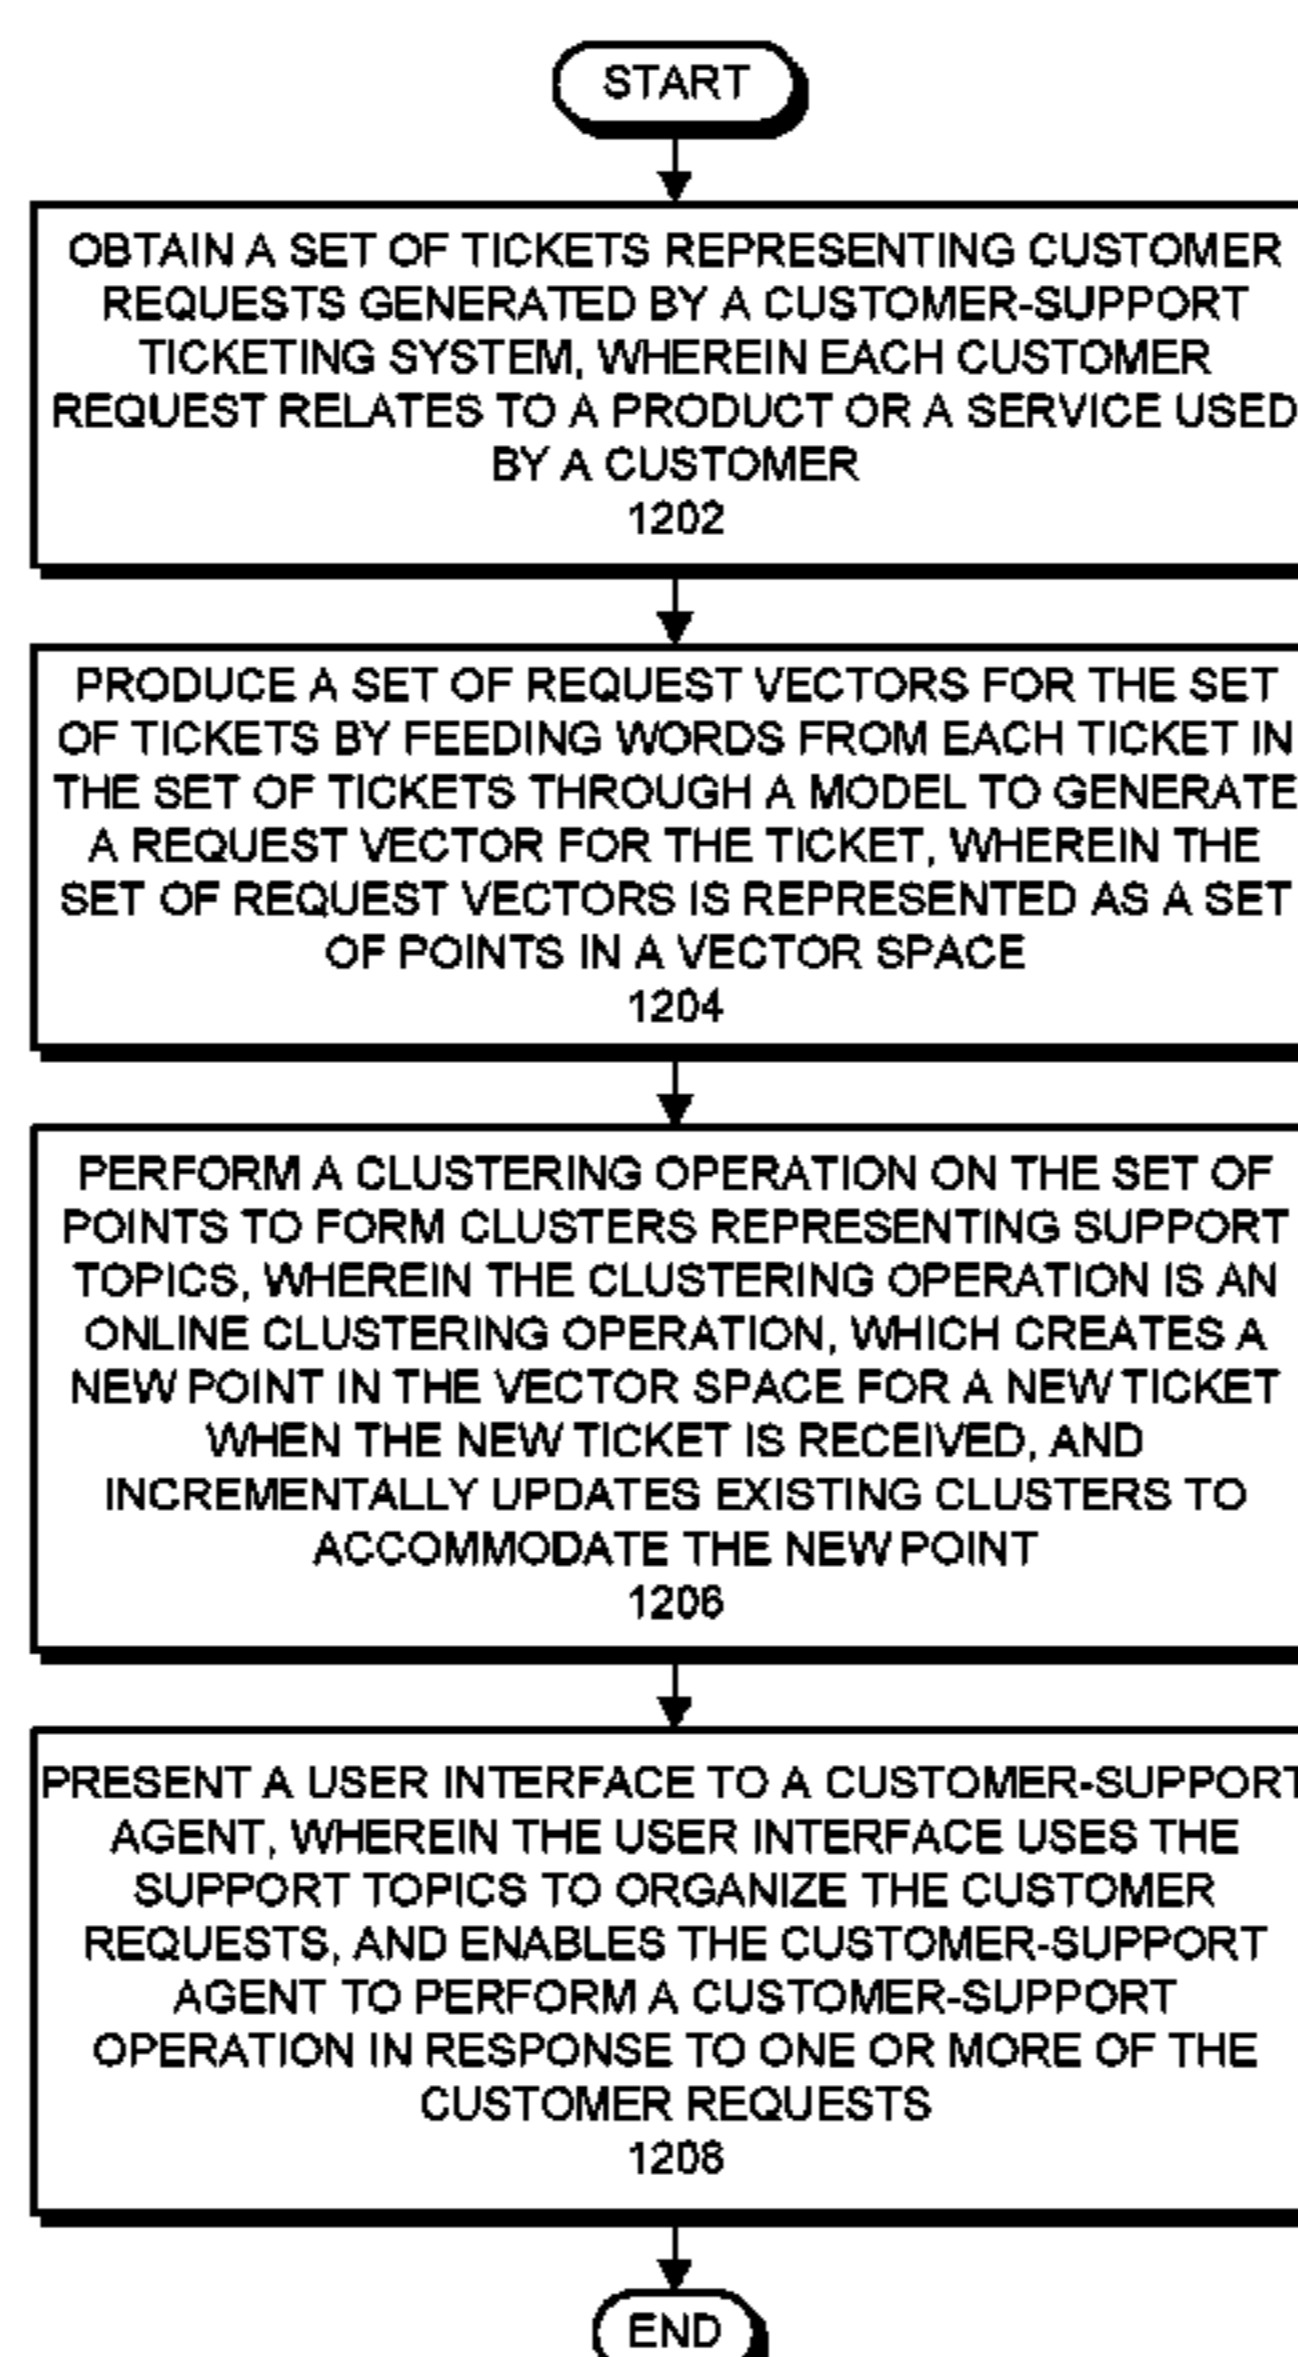 START
OBTAIN A SET OF TICKETS REPRESENTING CUSTOMER
REQUESTS GENERATED BY A CUSTOMER-SUPPORT
TICKETING SYSTEM, WHEREIN EACH CUSTOMER
REQUEST RELATES TO A PRODUCT OR A SERVICE USED
BY A CUSTOMER
1202
PRODUCE A SET OF REQUEST VECTORS FOR THE SET
OF TICKETS BY FEEDING WORDS FROM EACH TICKET IN
THE SET OF TICKETS THROUGH A MODEL TO GENERATE
A REQUEST VECTOR FOR THE TICKET, WHEREIN THE
SET OF REQUEST VECTORS IS REPRESENTED AS A SET
OF POINTS IN A VECTOR SPACE
1204
PERFORM A CLUSTERING OPERATION ON THE SET OF
POINTS TO FORM CLUSTERS REPRESENTING SUPPORT
TOPICS, WHEREIN THE CLUSTERING OPERATION IS AN
ONLINE CLUSTERING OPERATION, WHICH CREATES A
NEW POINT IN THE VECTOR SPACE FOR A NEW TICKET
WHEN THE NEW TICKET IS RECEIVED, AND
INCREMENTALLY UPDATES EXISTING CLUSTERS TO
ACCOMMODATE THE NEW POINT
1206
PRESENT A USER INTERFACE TO A CUSTOMER-SUPPORT
AGENT, WHEREIN THE USER INTERFACE USES THE
SUPPORT TOPICS TO ORGANIZE THE CUSTOMER
REQUESTS, AND ENABLES THE CUSTOMER-SUPPORT
AGENT TO PERFORM A CUSTOMER-SUPPORT
OPERATION IN RESPONSE TO ONE OR MORE OF THE
CUSTOMER REQUESTS
1208
END